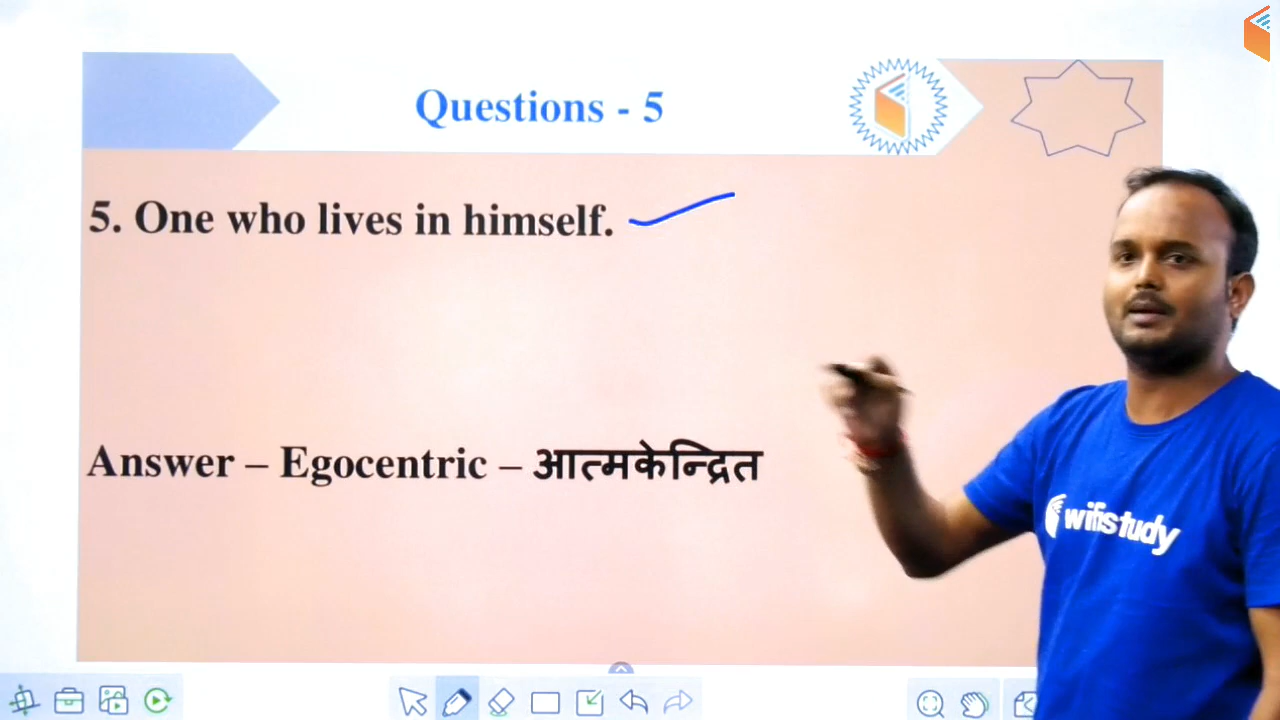 Questions - 5
5. One who lives in himself.
Answer – Egocentric – आत्मकेन्द्रित
wifistudy